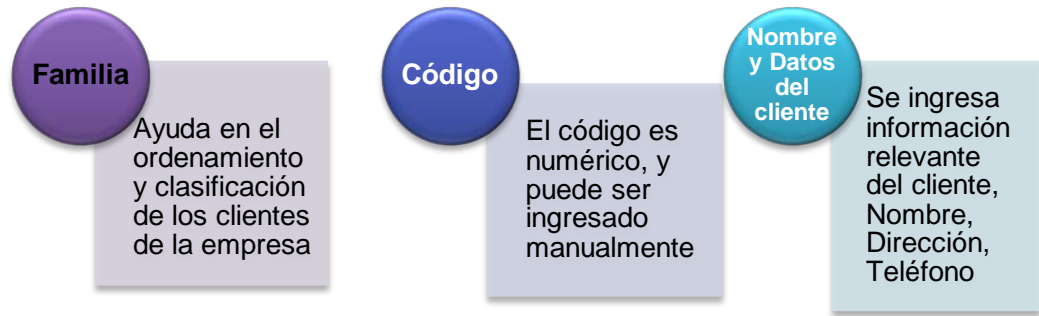 Familia
Ayuda en el
ordenamiento
y clasificación
de los clientes
de la empresa
Código
El código es
numérico, y
puede ser
ingresado
manualmente
Nombre
y Datos
del
cliente
Se ingresa
información
relevante
del cliente,
Nombre,
Dirección,
Teléfono